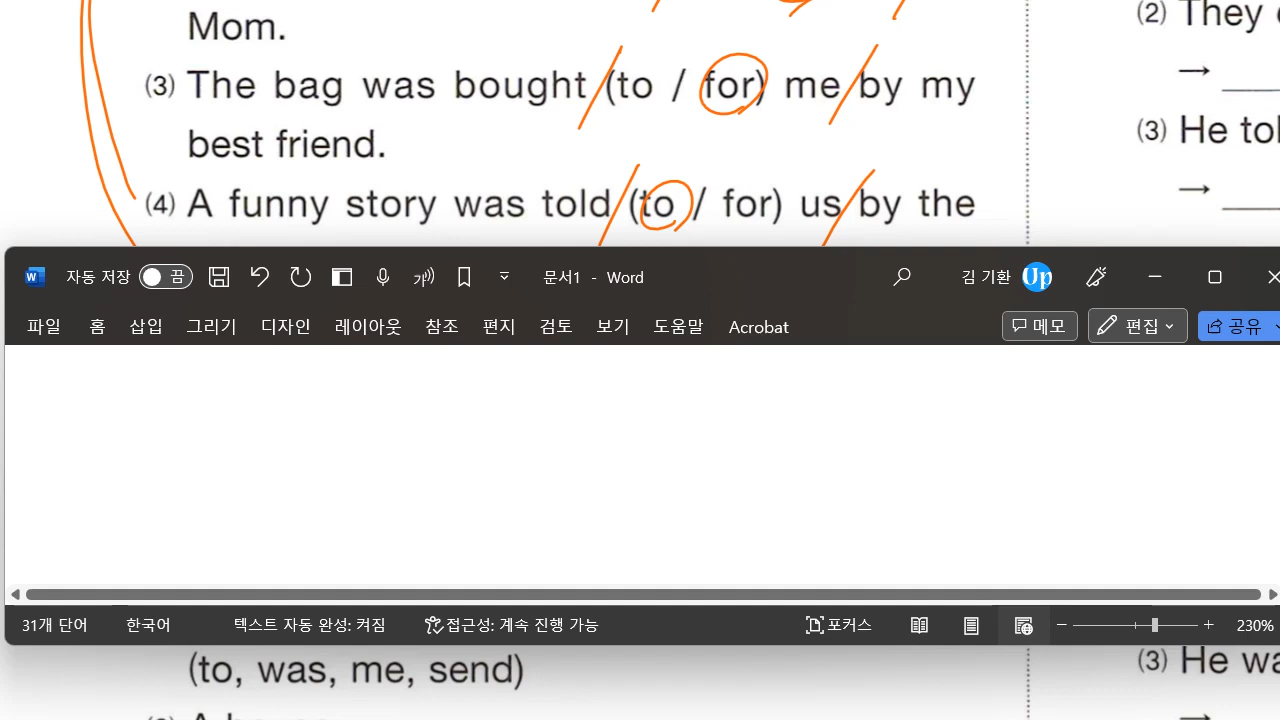 Mom.
(3) The bag was bought (to / for) me by my
best friend.
(4) A funny story was told (to / for) us by the
(2) They
→
(3) He tol
→
자동 저장 끔 가)) 문서1 - Word 김 기환 Up
파일 홈 삽입 그리기 디자인 레이아웃 참조 편지 검토 보기 도움말 Acrobat 메모 편집 공유
31개 단어 한국어 텍스트 자동 완성: 켜짐 접근성: 계속 진행 가능 포커스 - + 230%
(to, was, me, send)
(3) He wa
→